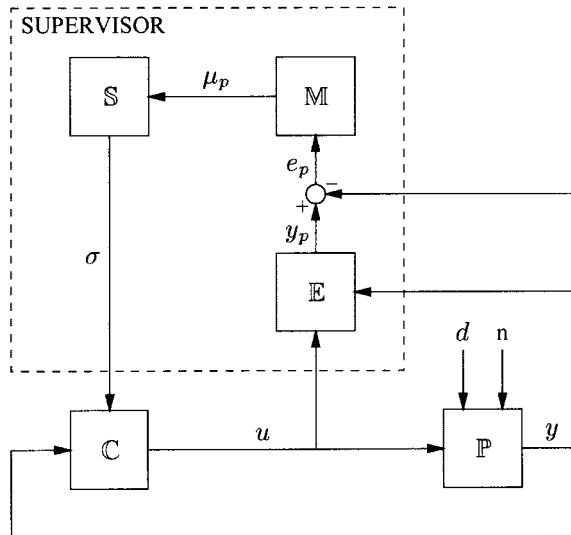 SUPERVISOR
𝕊 μ_p 𝕄
e_p −
+
y_p
σ 𝔼
d n
ℂ u ℙ y